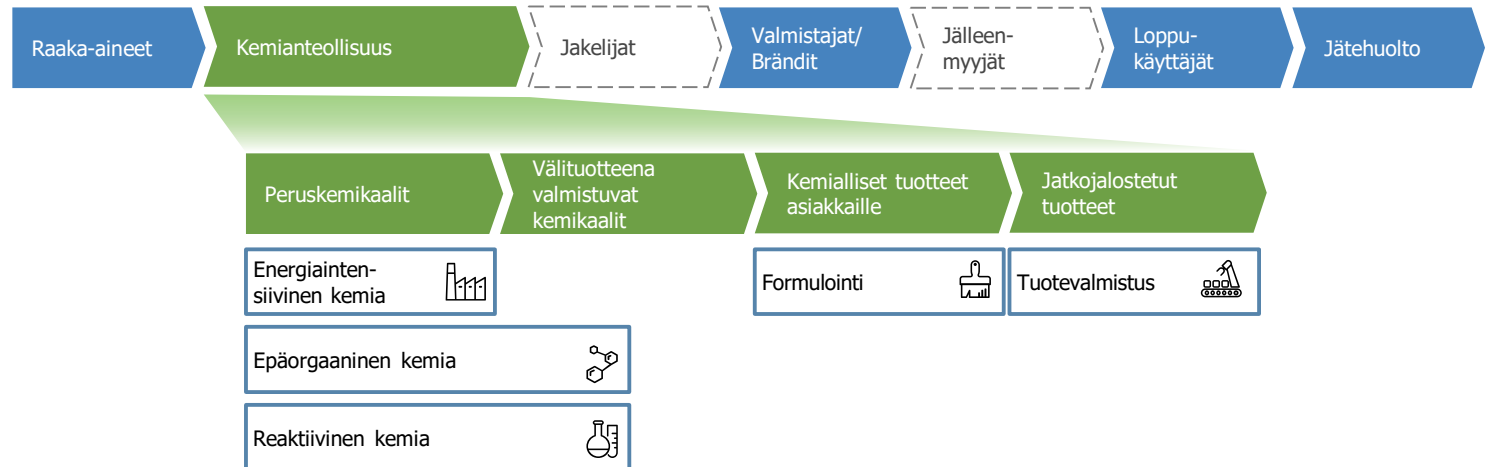 Raaka-aineet
Kemianteollisuus
Jakelijat
Valmistajat/
Brändit
Jälleen-
myyjät
Loppu-
käyttäjät
Jätehuolto
Peruskemikaalit
Välituotteena
valmistuvat
kemikaalit
Kemialliset tuotteet
asiakkaille
Jatkojalostetut
tuotteet
Energiainten-
siivinen kemia
Formulointi
Tuotevalmistus
Epäorgaaninen kemia
Reaktiivinen kemia